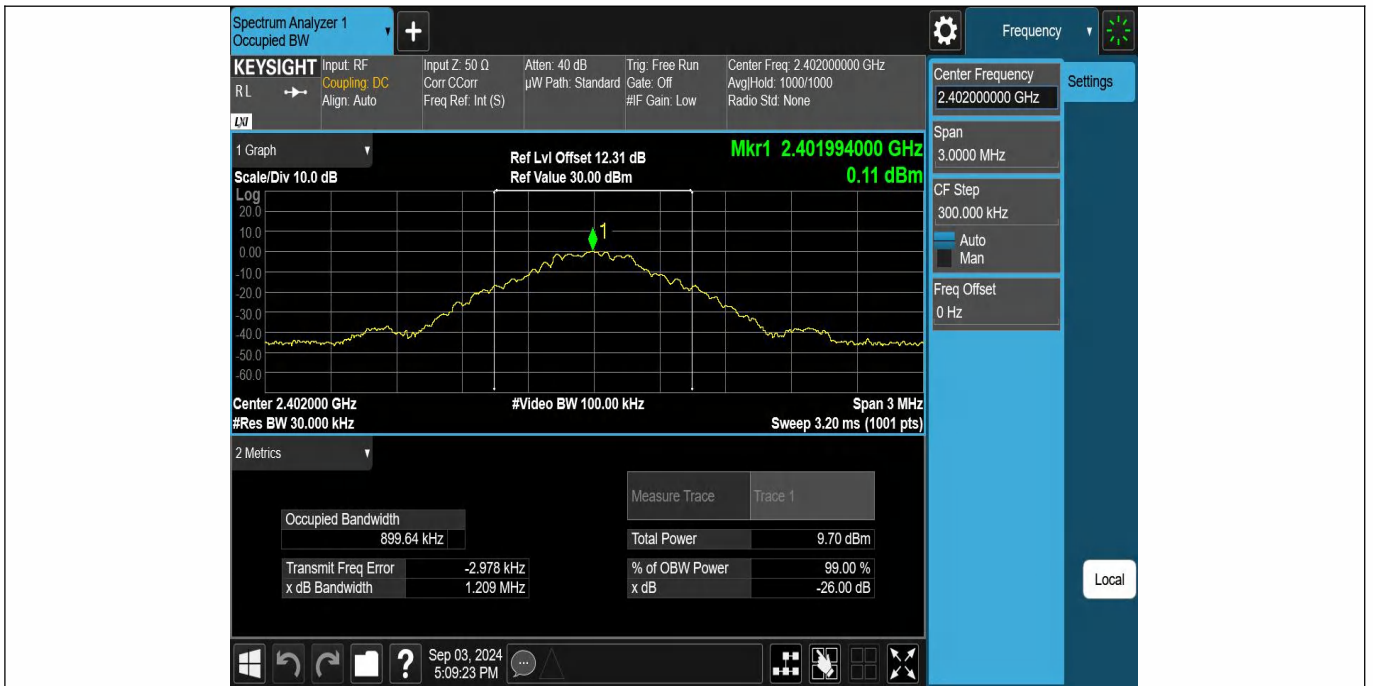 Spectrum Analyzer 1
Occupied BW
+
Frequency
KEYSIGHT
RL
LXI
Input: RF
Coupling: DC
Align: Auto
Input Z: 50 Ω
Corr CCorr
Freq Ref: Int (S)
Atten: 40 dB
µW Path: Standard
Trig: Free Run
Gate: Off
#IF Gain: Low
Center Freq: 2.402000000 GHz
Avg|Hold: 1000/1000
Radio Std: None
Center Frequency
2.402000000 GHz
Settings
Span
3.0000 MHz
CF Step
300.000 kHz
Auto
Man
Freq Offset
0 Hz
Local
1 Graph
Scale/Div 10.0 dB
Ref Lvl Offset 12.31 dB
Ref Value 30.00 dBm
Mkr1 2.401994000 GHz
0.11 dBm
Log
20.0
10.0
0.00
-10.0
-20.0
-30.0
-40.0
-50.0
-60.0
1
Center 2.402000 GHz
#Video BW 100.00 kHz
Span 3 MHz
#Res BW 30.000 kHz
Sweep 3.20 ms (1001 pts)
2 Metrics
Measure Trace
Trace 1
Occupied Bandwidth
899.64 kHz
Total Power
9.70 dBm
Transmit Freq Error
-2.978 kHz
% of OBW Power
99.00 %
x dB Bandwidth
1.209 MHz
x dB
-26.00 dB
?
Sep 03, 2024
5:09:23 PM